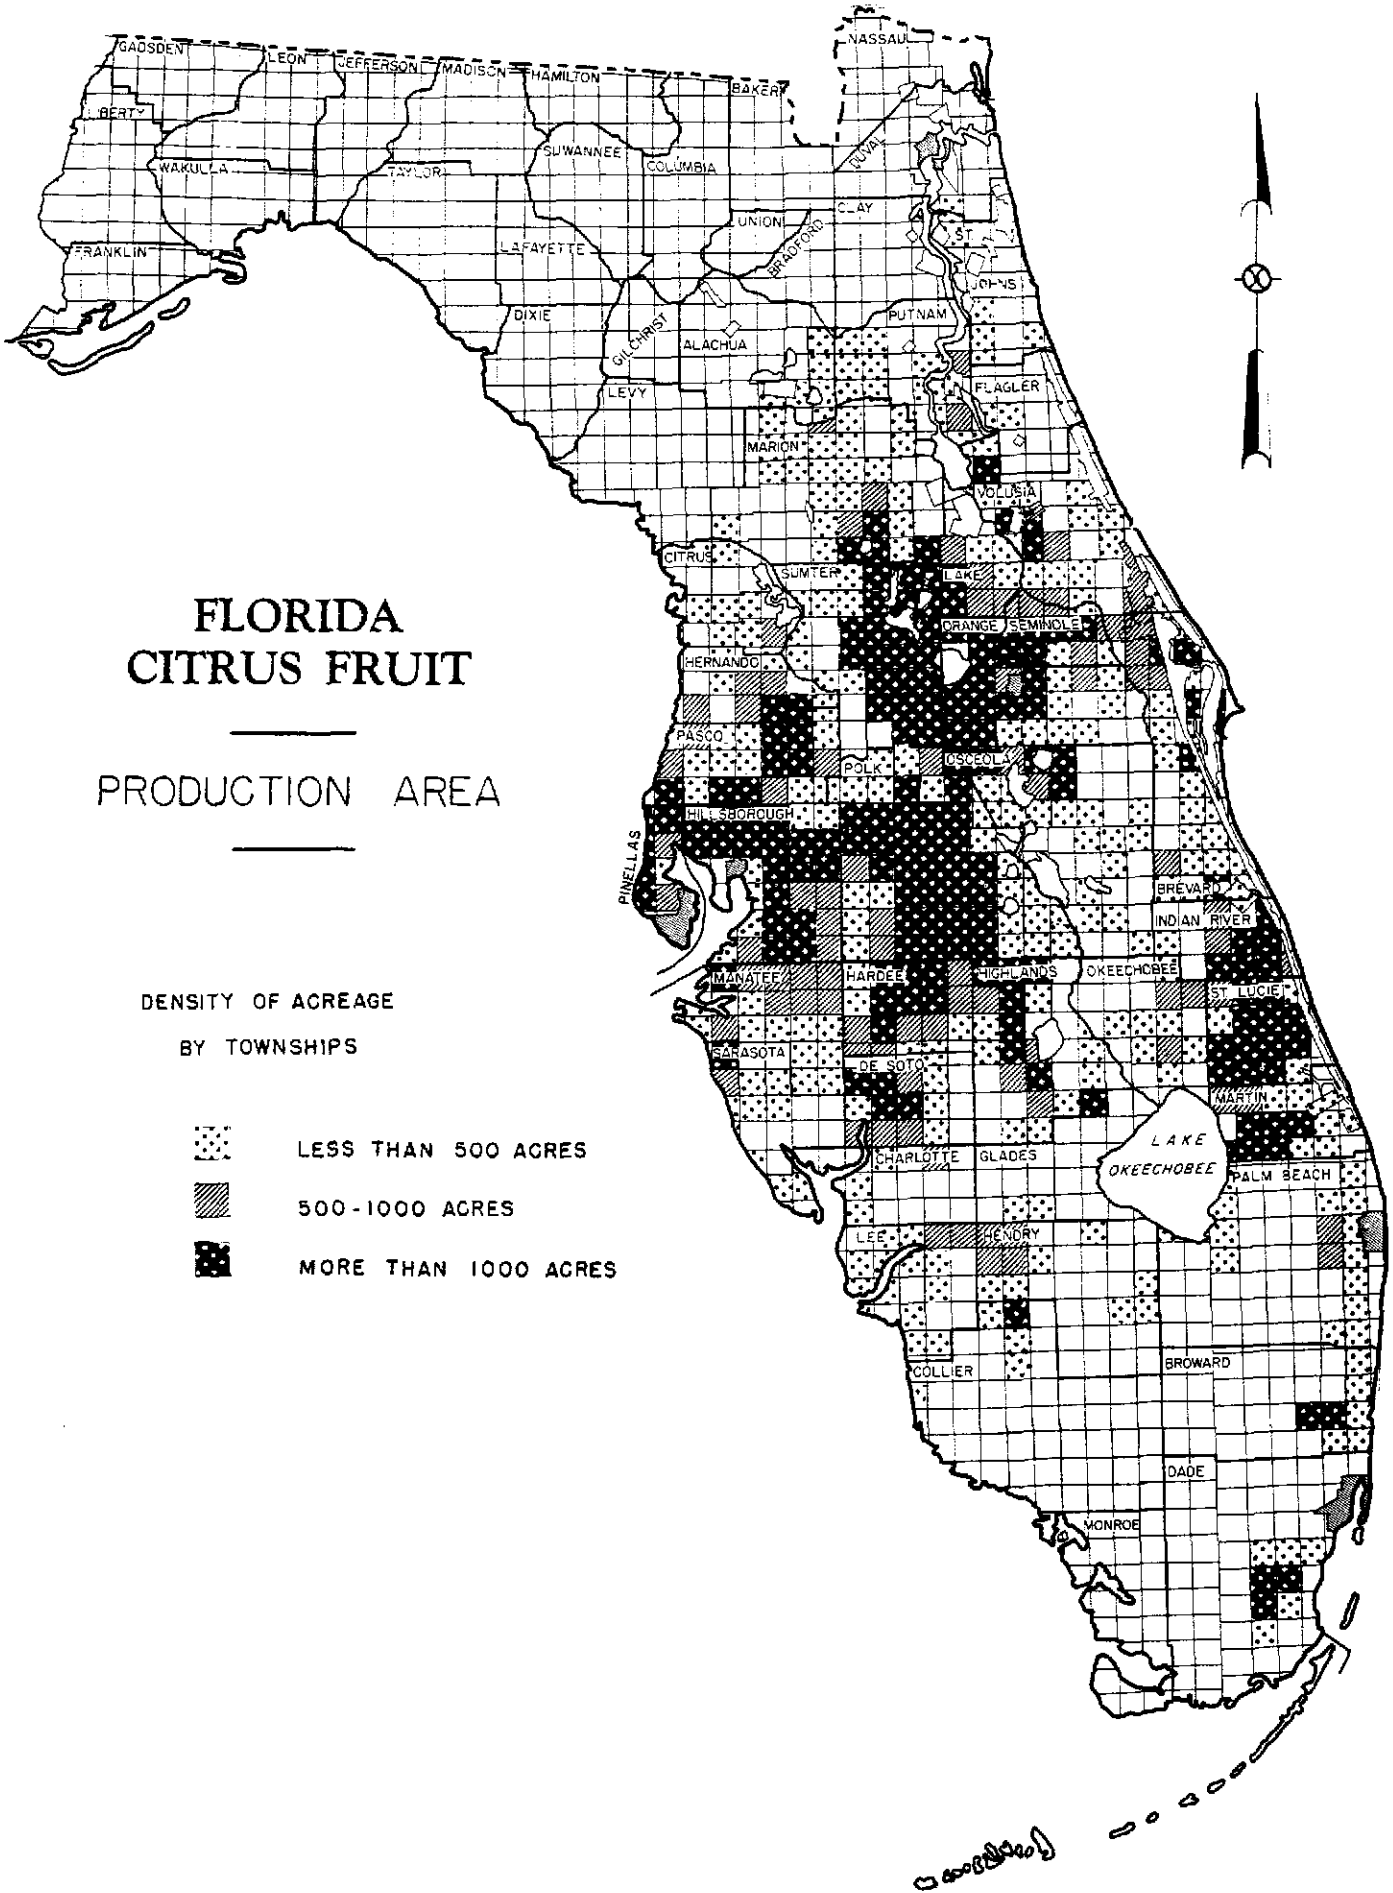 NASSAU
GADSDEN
LEON
JEFFERSON
MADISON
HAMILTON
BAKER
BERTY
DUVAL
SUWANNEE
WAKULLA
TAYLOR
COLUMBIA
CLAY
UNION
BRADFORD
ST.
JOHNS
FRANKLIN
LAFAYETTE
DIXIE
GILCHRIST
ALACHUA
PUTNAM
FLAGLER
LEVY
MARION
VOLUSIA
CITRUS
SUMTER
LAKE
FLORIDA
CITRUS FRUIT
ORANGE
SEMINOLE
HERNANDO
PASCO
POLK
OSCEOLA
PRODUCTION AREA
HILLSBOROUGH
PINELLAS
BREVARD
INDIAN RIVER
MANATEE
HARDEE
HIGHLANDS
OKEECHOBEE
ST. LUCIE
DENSITY OF ACREAGE
BY TOWNSHIPS
SARASOTA
DE SOTO
MARTIN
LESS THAN 500 ACRES
CHARLOTTE
GLADES
LAKE
OKEECHOBEE
PALM BEACH
500-1000 ACRES
LEE
HENDRY
MORE THAN 1000 ACRES
COLLIER
BROWARD
DADE
MONROE